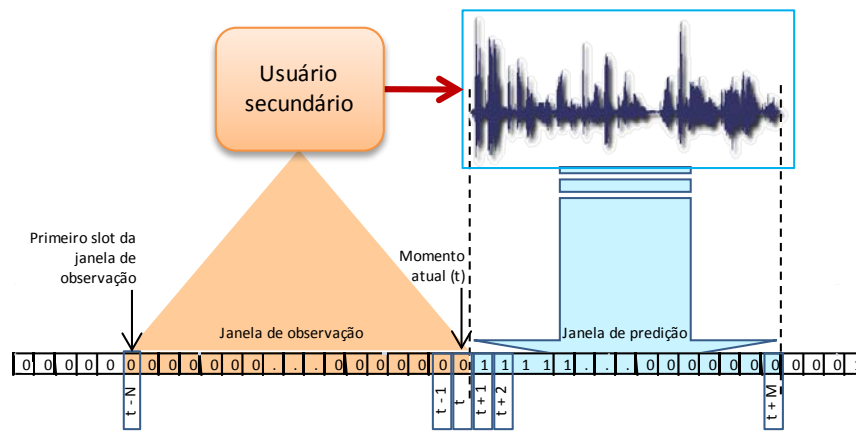 Usuário
secundário
Primeiro slot da
janela de
observação
Momento
atual (t)
Janela de observação
Janela de predição
0 0 0 0 0 0 0 0 0 0 0 . . . 0 0 0 0 0 0 0 1 1 1 1 1 . . . 0 0 0 0 0 0 0 0 0 0 1
t-N
t-1
t
t+1
t+2
t+M